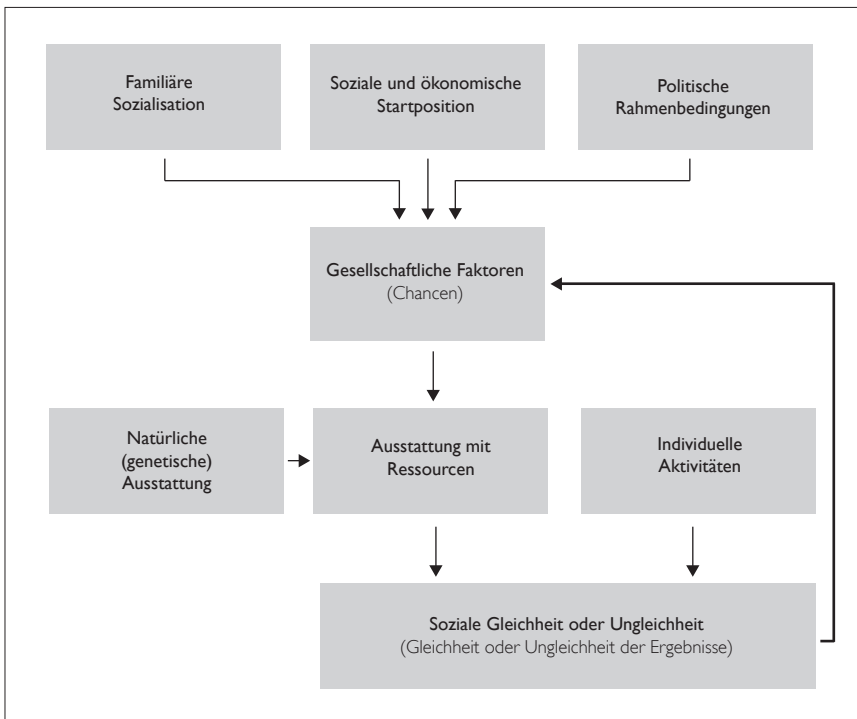 Familiäre
Sozialisation
Soziale und ökonomische
Startposition
Politische
Rahmenbedingungen
Gesellschaftliche Faktoren
(Chancen)
Natürliche
(genetische)
Ausstattung
Ausstattung mit
Ressourcen
Individuelle
Aktivitäten
Soziale Gleichheit oder Ungleichheit
(Gleichheit oder Ungleichheit der Ergebnisse)